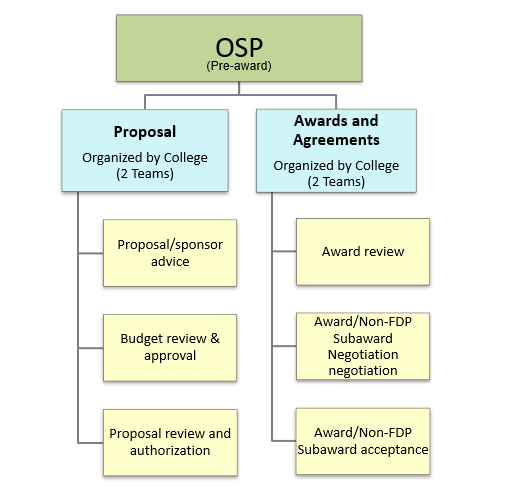 OSP
(Pre-award)
Proposal
Organized by College
(2 Teams)
Awards and
Agreements
Organized by College
(2 Teams)
Proposal/sponsor
advice
Budget review &
approval
Proposal review and
authorization
Award review
Award/Non-FDP
Subaward
Negotiation
negotiation
Award/Non-FDP
Subaward acceptance